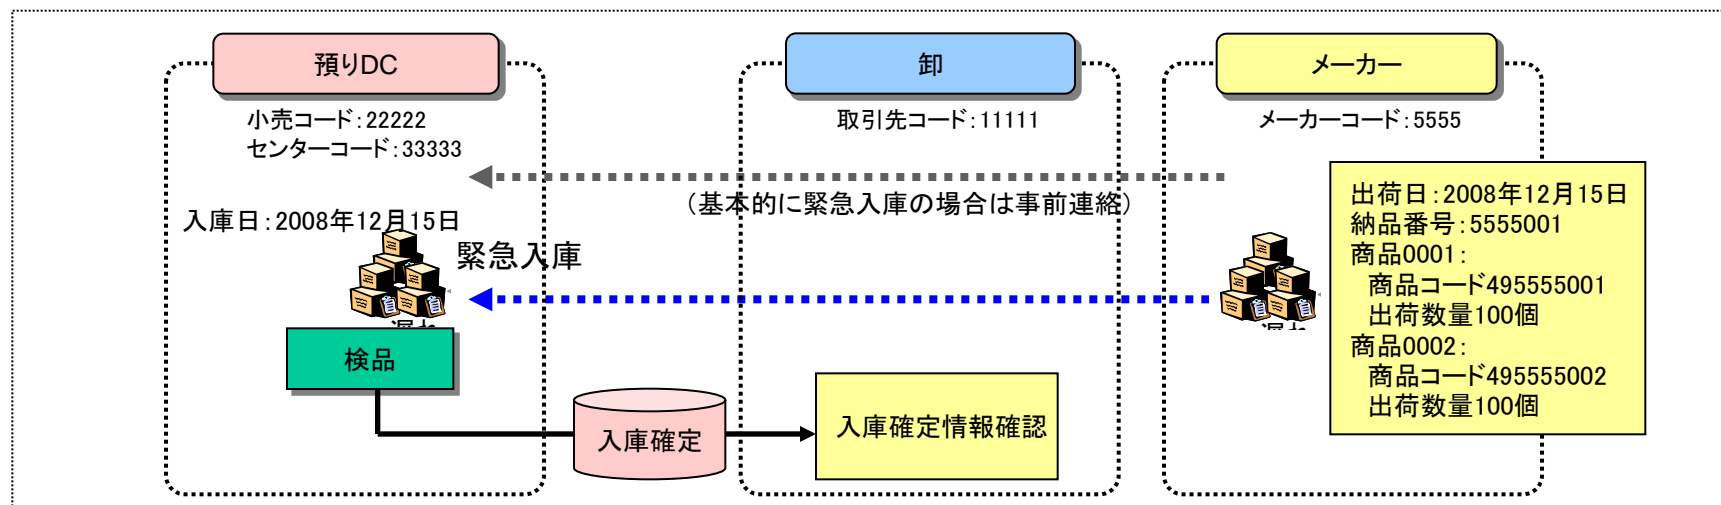 預りDC
卸
メーカー
小売コード:22222
センターコード:33333
取引先コード:11111
メーカーコード:5555
(基本的に緊急入庫の場合は事前連絡)
入庫日:2008年12月15日
緊急入庫
出荷日:2008年12月15日
納品番号:5555001
商品0001:
商品コード495555001
出荷数量100個
商品0002:
商品コード495555002
出荷数量100個
検品
入庫確定
入庫確定情報確認